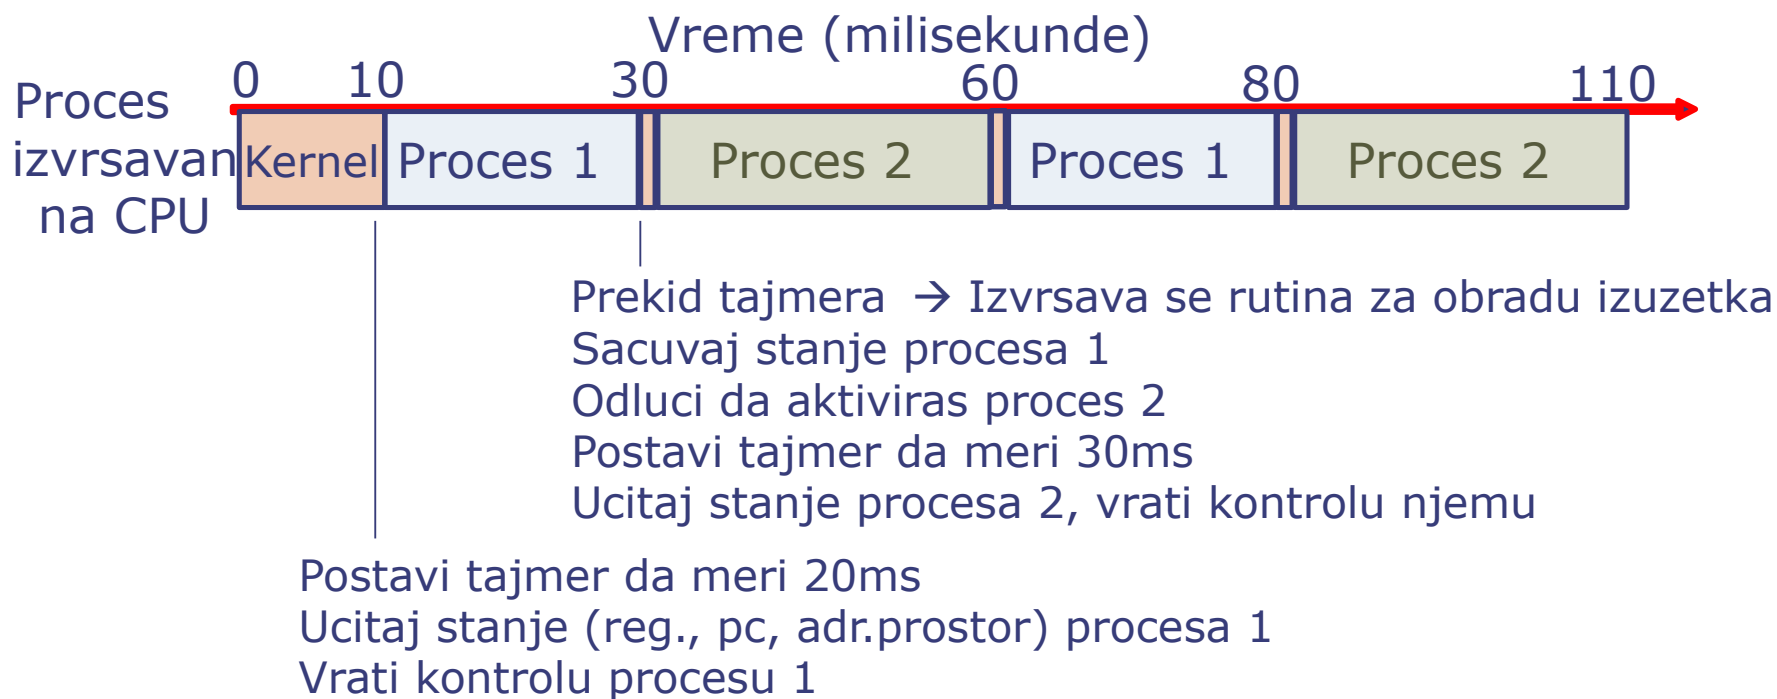 Vreme (milisekunde)
0 10 30 60 80 110
Proces
izvrsavan
na CPU
Kernel Proces 1 Proces 2 Proces 1 Proces 2
Prekid tajmera → Izvrsava se rutina za obradu izuzetka
Sacuvaj stanje procesa 1
Odluci da aktiviras proces 2
Postavi tajmer da meri 30ms
Ucitaj stanje procesa 2, vrati kontrolu njemu
Postavi tajmer da meri 20ms
Ucitaj stanje (reg., pc, adr.prostor) procesa 1
Vrati kontrolu procesu 1